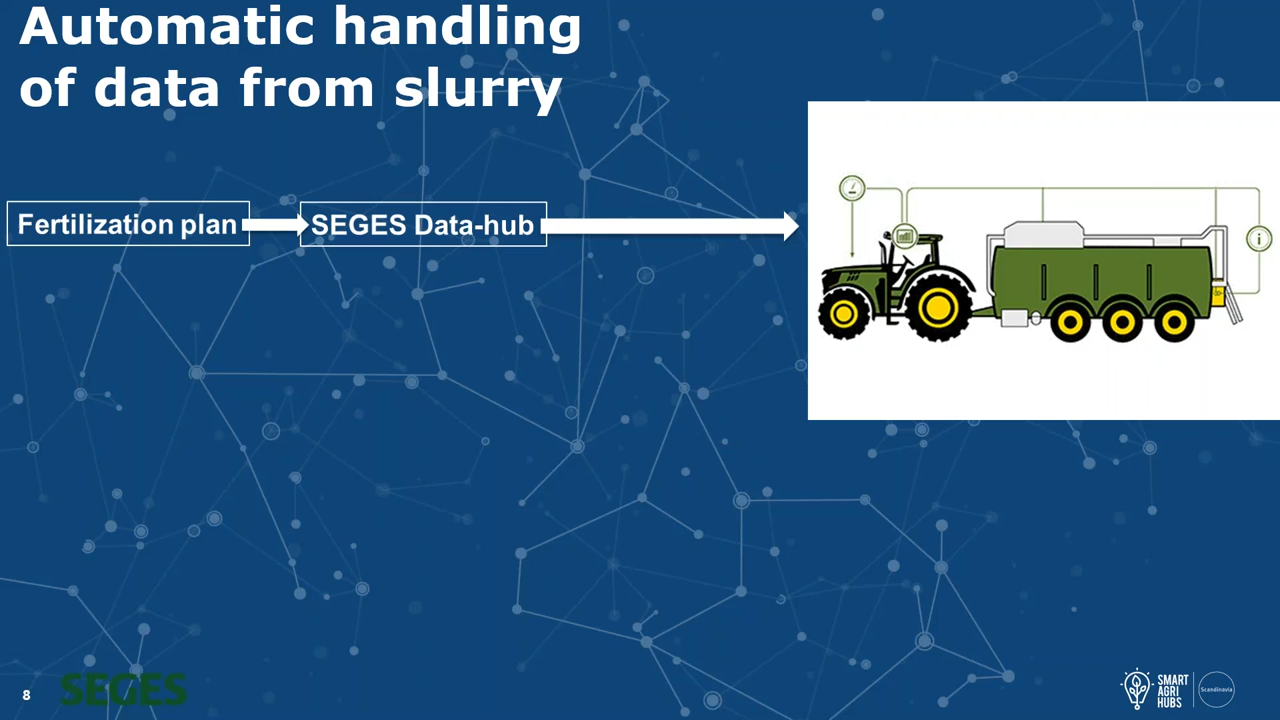 Automatic handling
of data from slurry
Fertilization plan
SEGES Data-hub
i
8
SEGES
SMART
AGRI
HUBS
Scandinavia